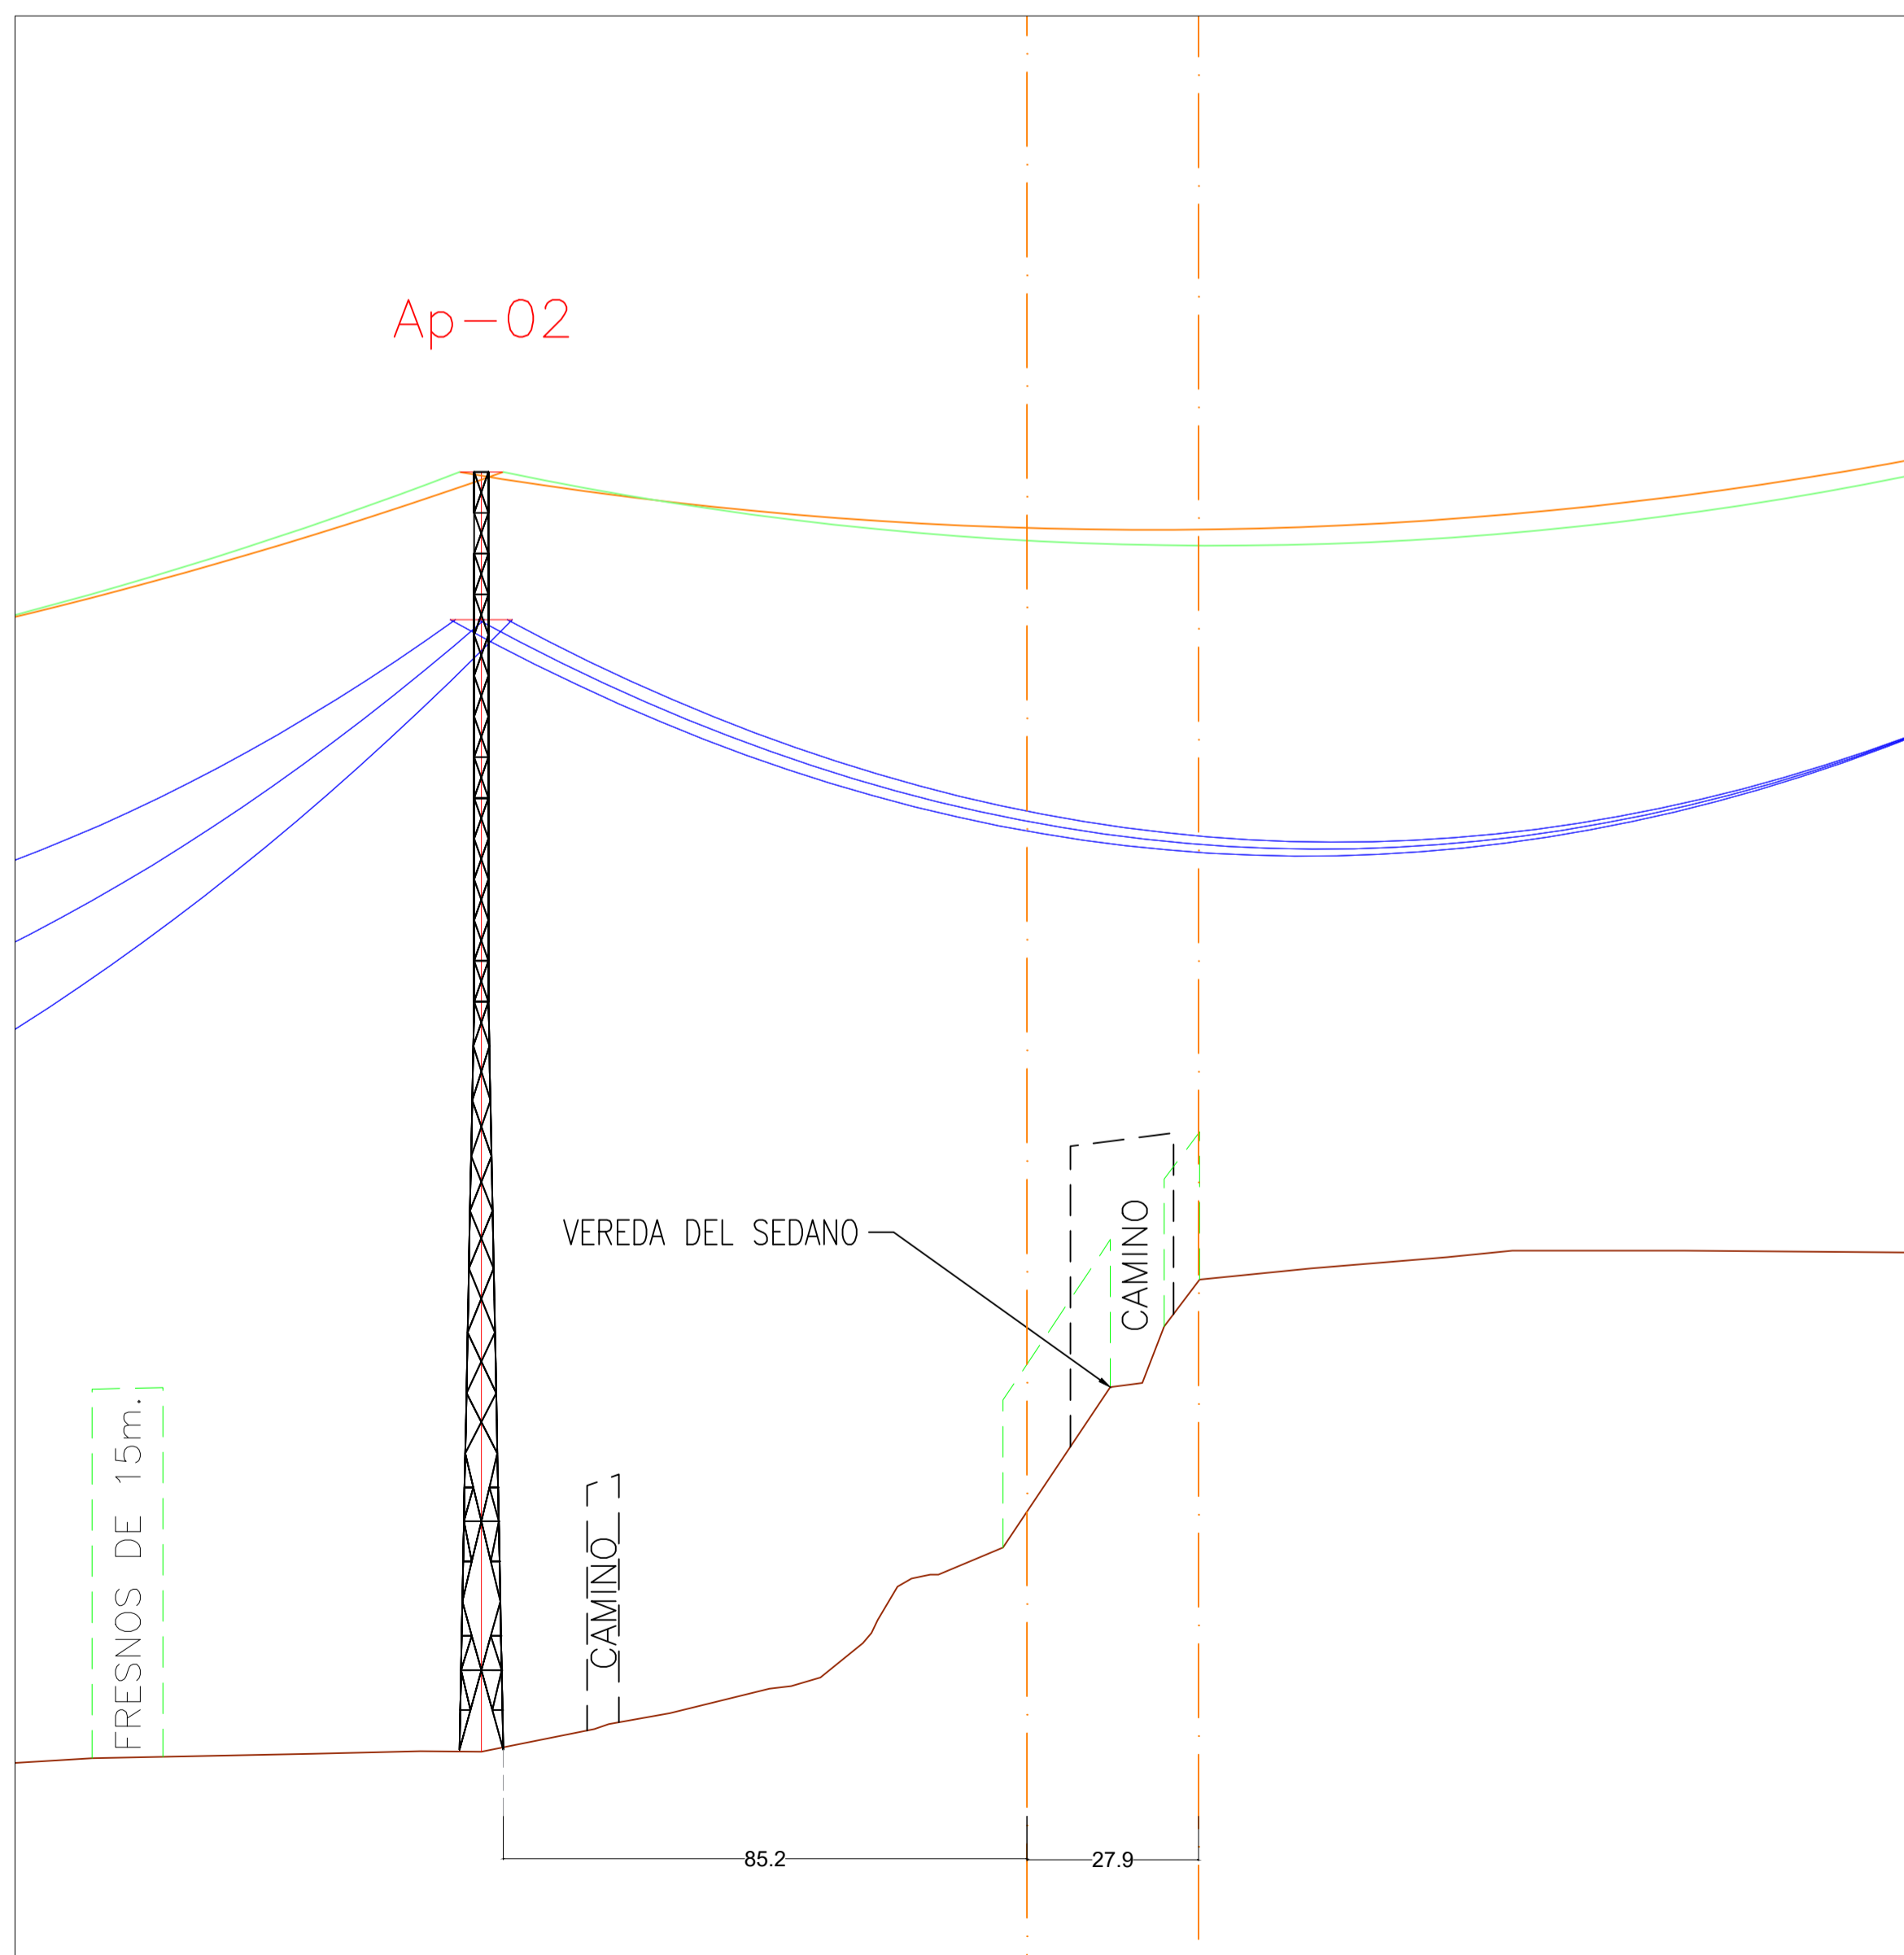 Ap-02
VEREDA DEL SEDANO
CAMINO
FRESNOS DE 15m.
CAMINO
85.2
27.9